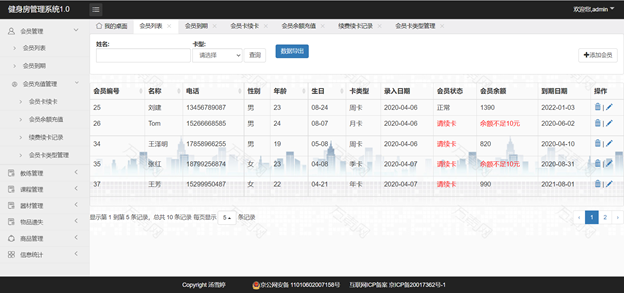 健身房管理系统1.0
欢迎您,admin
会员管理
会员列表
会员到期
会员充值管理
会员卡续卡
会员余额充值
续费续卡记录
会员卡类型管理
教练管理
课程管理
器材管理
物品遗失
商品管理
信息统计
我的桌面 会员列表 会员到期 会员卡续卡 会员余额充值 续费续卡记录 会员卡类型管理
姓名: 卡型:
请选择 查询 数据导出 添加会员
会员编号 名称 电话 性别 年龄 生日 卡类型 录入日期 会员状态 会员余额 到期日期 操作
25 刘建 13456789087 男 23 08-24 周卡 2020-04-06 正常 1390 2022-01-03
26 Tom 15266668585 男 24 08-07 月卡 2020-04-06 请续卡 余额不足10元 2020-06-02
34 王泽明 17858966255 男 19 05-08 周卡 2020-04-06 请续卡 820 2020-04-10
35 张红 18799256874 女 23 04-08 季卡 2020-04-07 请续卡 余额不足10元 2020-08-31
37 王芳 15299950487 女 22 04-21 年卡 2020-04-07 请续卡 990 2021-08-01
显示第 1 到第 5 条记录，总共 10 条记录 每页显示 5 条记录
‹ 1 2 ›
Copyright 汤雪婷 京公网安备 11010602007158号 互联网ICP备案 京ICP备20017362号-1